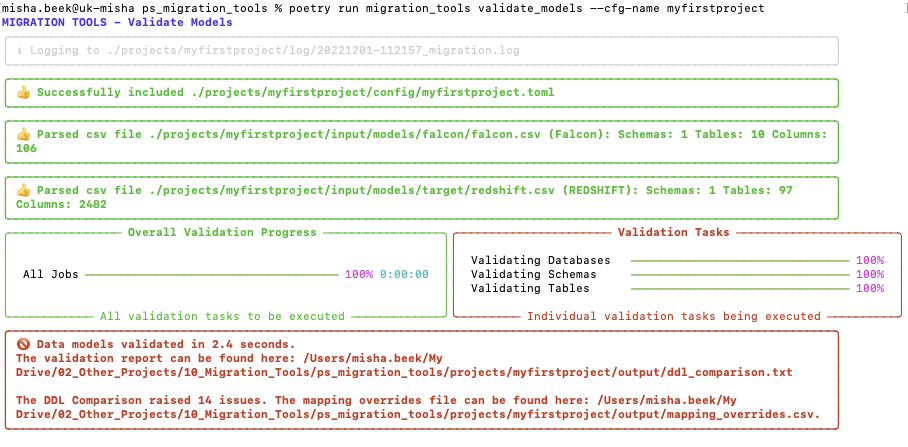 [misha.beek@uk-misha ps_migration_tools % poetry run migration_tools validate_models --cfg-name myfirstproject ]
MIGRATION TOOLS – Validate Models
ℹ Logging to ./projects/myfirstproject/log/20221201-112157_migration.log
👍 Successfully included ./projects/myfirstproject/config/myfirstproject.toml
👍 Parsed csv file ./projects/myfirstproject/input/models/falcon/falcon.csv (Falcon): Schemas: 1 Tables: 10 Columns:
106
👍 Parsed csv file ./projects/myfirstproject/input/models/target/redshift.csv (REDSHIFT): Schemas: 1 Tables: 97
Columns: 2482
Overall Validation Progress
All Jobs 100% 0:00:00
All validation tasks to be executed
Validation Tasks
Validating Databases 100%
Validating Schemas 100%
Validating Tables 100%
Individual validation tasks being executed
🚫 Data models validated in 2.4 seconds.
The validation report can be found here: /Users/misha.beek/My
Drive/02_Other_Projects/10_Migration_Tools/ps_migration_tools/projects/myfirstproject/output/ddl_comparison.txt
The DDL Comparison raised 14 issues. The mapping overrides file can be found here: /Users/misha.beek/My
Drive/02_Other_Projects/10_Migration_Tools/ps_migration_tools/projects/myfirstproject/output/mapping_overrides.csv.